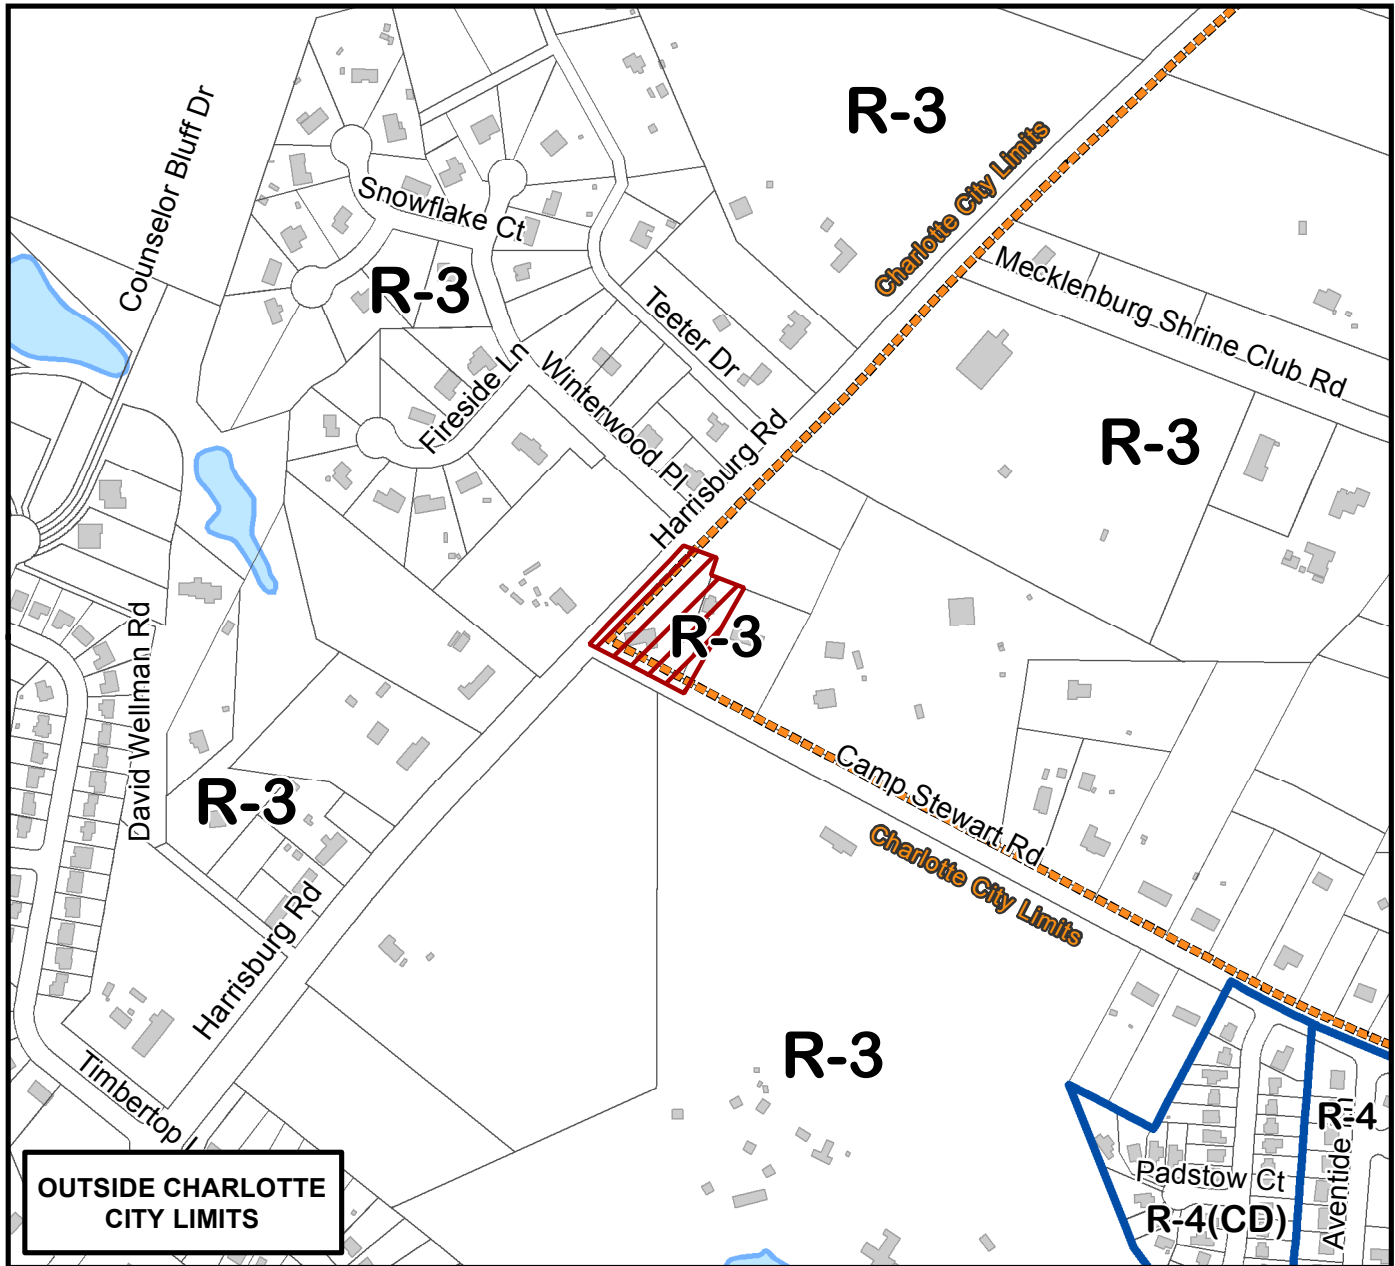 R-3
Charlotte City Limits
Counselor Bluff Dr
Snowflake Ct
R-3
Mecklenburg Shrine Club Rd
Teeter Dr
Fireside Ln
Winterwood Pl
Harrisburg Rd
R-3
R-3
David Wellman Rd
R-3
Camp Stewart Rd
Charlotte City Limits
Harrisburg Rd
R-3
Timbertop
R-4
Padstow Ct
Aventide
R-4(CD)
OUTSIDE CHARLOTTE
CITY LIMITS